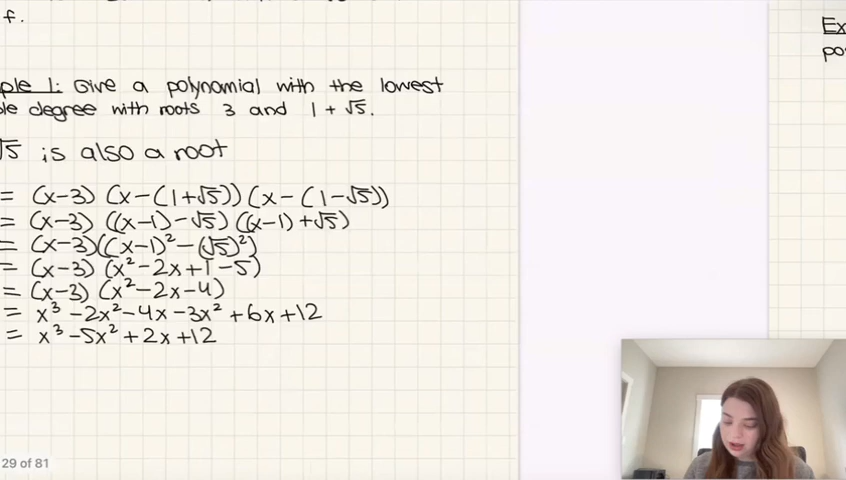 f.
ple 1: Give a polynomial with the lowest
le degree with roots 3 and 1 + √5.
√5 is also a root
= (x-3) (x-(1+√5)) (x-(1-√5))
= (x-3) ((x-1)-√5) ((x-1)+√5)
= (x-3)((x-1)²-(√5)²)
= (x-3) (x²-2x+1-5)
= (x-3) (x²-2x-4)
= x³-2x²-4x-3x²+6x+12
= x³-5x²+2x+12
29 of 81
Ex
po